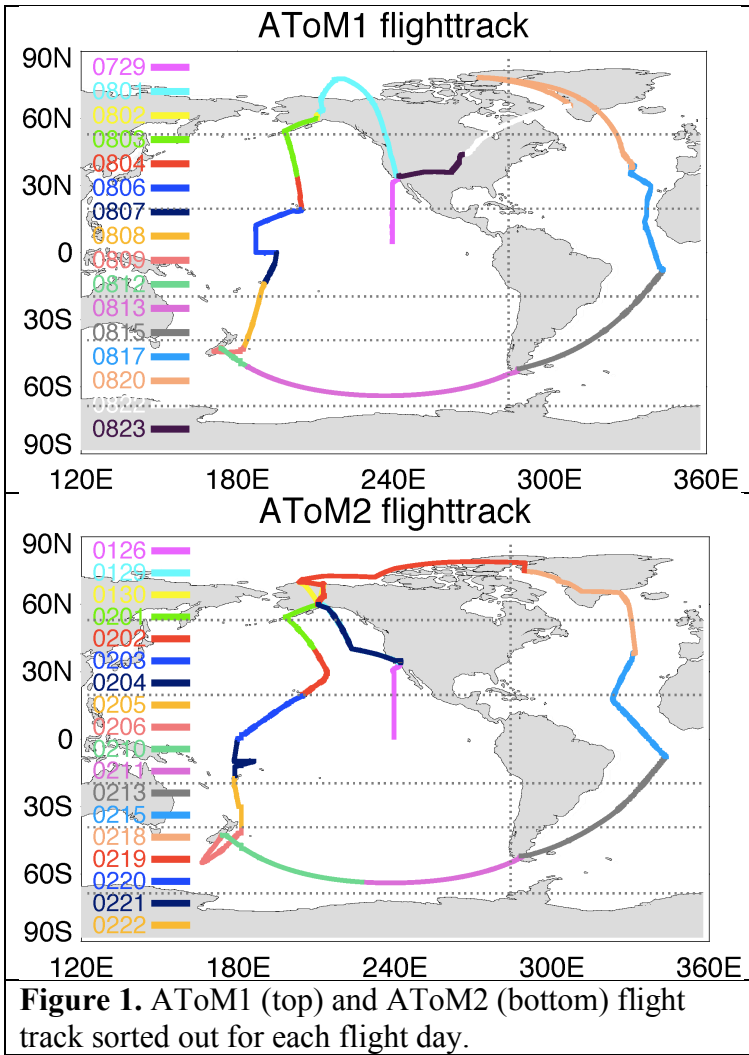 AToM1 flighttrack
90N
60N
30N
0
30S
60S
90S
0729
0801
0802
0803
0804
0806
0807
0808
0809
0812
0813
0815
0817
0820
0822
0823
120E 180E 240E 300E 360E
AToM2 flighttrack
90N
60N
30N
0
30S
60S
90S
0126
0129
0130
0201
0202
0203
0204
0205
0206
0210
0211
0213
0215
0218
0219
0220
0221
0222
120E 180E 240E 300E 360E
Figure 1. AToM1 (top) and AToM2 (bottom) flight
track sorted out for each flight day.